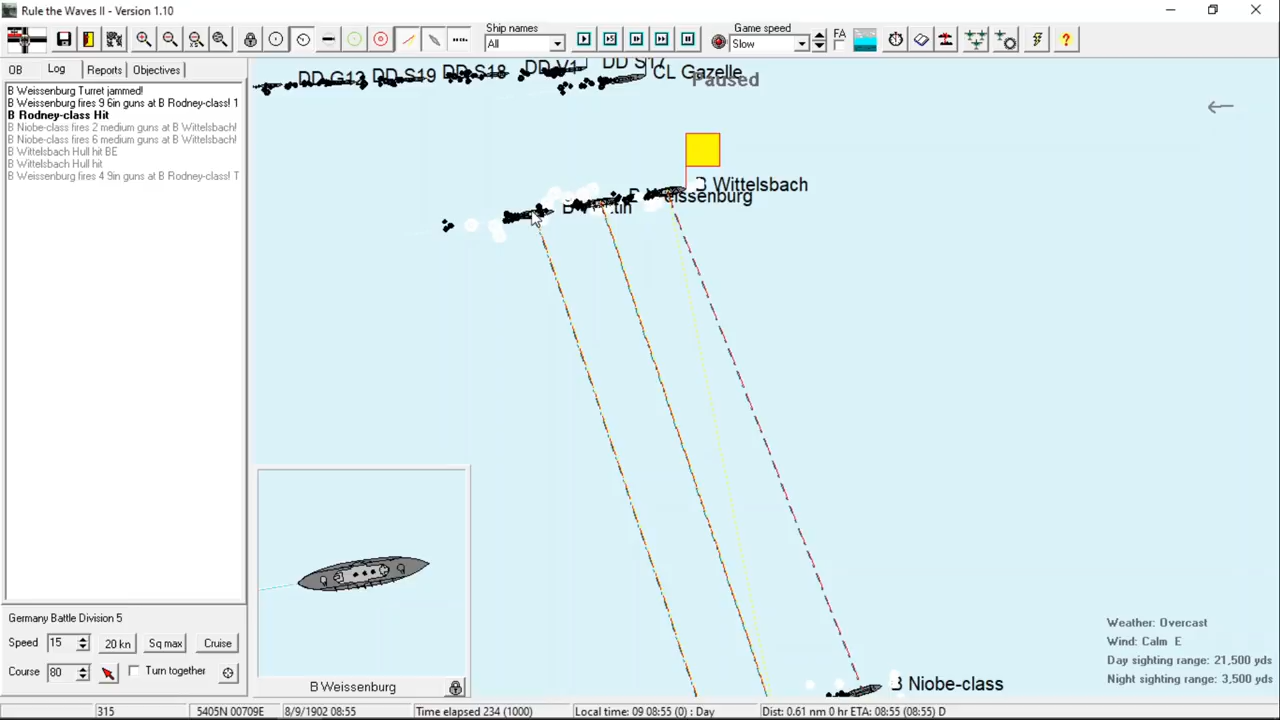 Rule the Waves II - Version 1.10
Ship names
All
Game speed
Slow
FA
OB Log Reports Objectives
B Weissenburg Turret jammed!
B Weissenburg fires 9 6in guns at B Rodney-class! 1
B Rodney-class Hit
B Niobe-class fires 2 medium guns at B Wittelsbach!
B Niobe-class fires 6 medium guns at B Wittelsbach!
B Wittelsbach Hull hit BE
B Wittelsbach Hull hit
B Weissenburg fires 4 9in guns at B Rodney-class! T
DD S19 DD S18 DD V1 DD S17
CL Gazelle
Paused
B Wittelsbach
B Niobe-class
B Weissenburg
Germany Battle Division 5
Speed 15 20 kn Sq max Cruise
Course 80 Turn together
Weather: Overcast
Wind: Calm E
Day sighting range: 21,500 yds
Night sighting range: 3,500 yds
315 5405N 00709E 8/9/1902 08:55 Time elapsed 234 (1000) Local time: 09 08:55 (0) : Day Dist: 0.61 nm 0 hr ETA: 08:55 (08:55) D